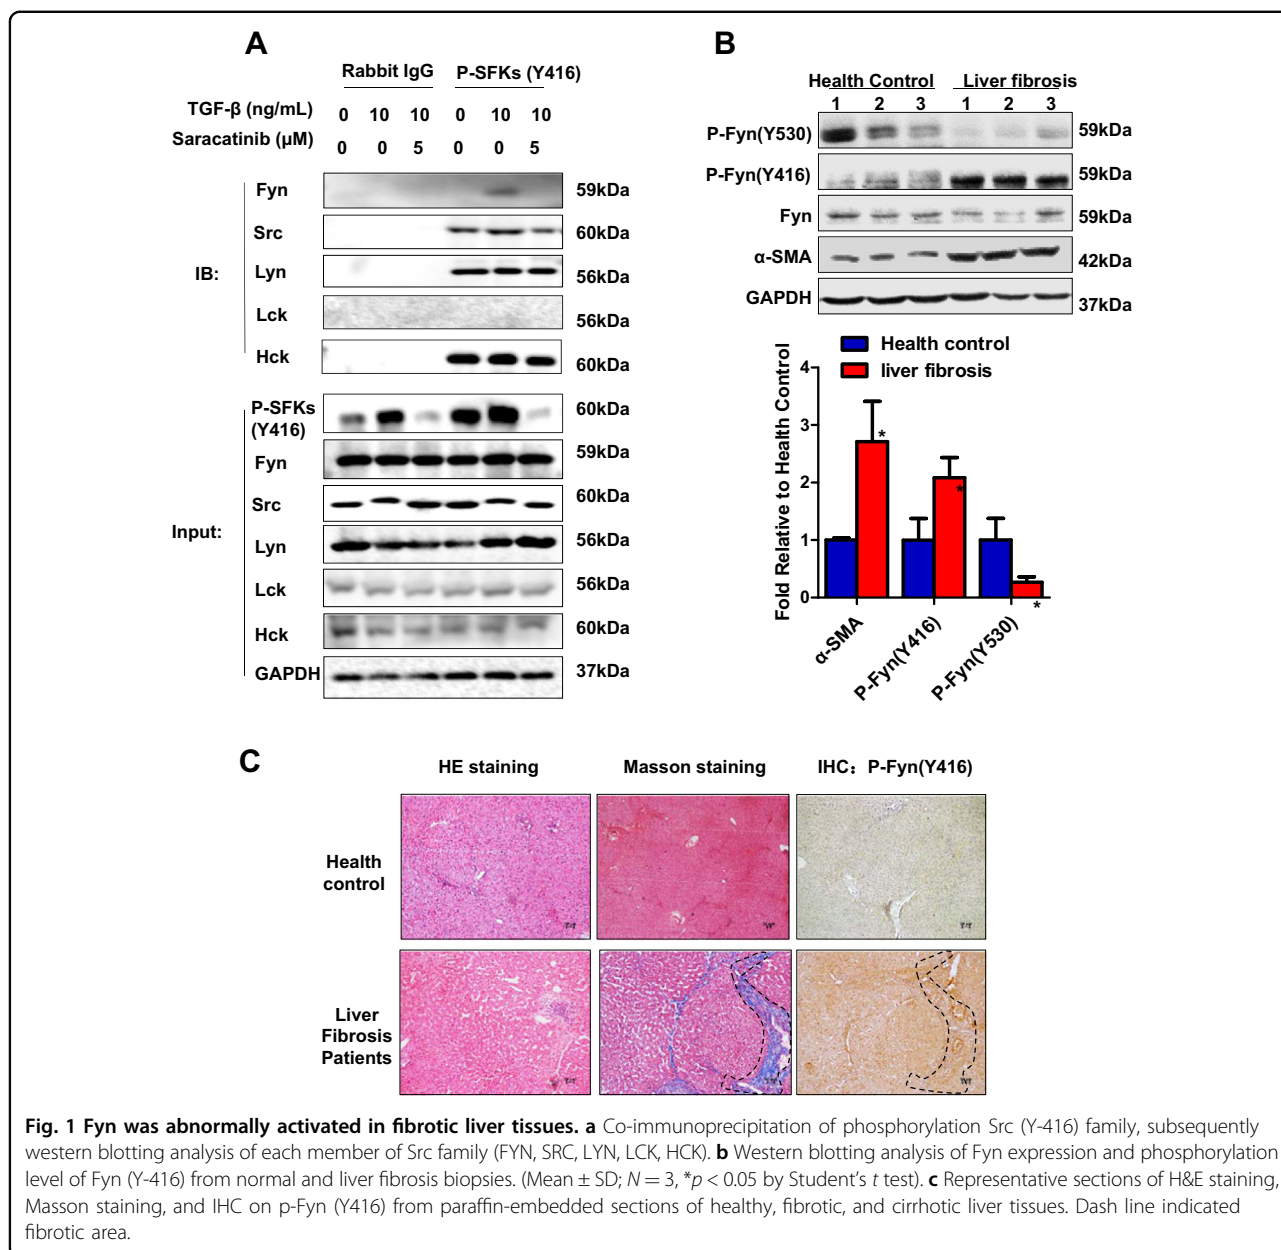 A
Rabbit IgG P-SFKs (Y416)
TGF-β (ng/mL) 0 10 10 0 10 10
Saracatinib (μM) 0 0 5 0 0 5
IB:
Fyn 59kDa
Src 60kDa
Lyn 56kDa
Lck 56kDa
Hck 60kDa
Input:
P-SFKs 60kDa
(Y416)
Fyn 59kDa
Src 60kDa
Lyn 56kDa
Lck 56kDa
Hck 60kDa
GAPDH 37kDa
B
Health Control Liver fibrosis
1 2 3 1 2 3
P-Fyn(Y530) 59kDa
P-Fyn(Y416) 59kDa
Fyn 59kDa
α-SMA 42kDa
GAPDH 37kDa
Health control
liver fibrosis
Fold Relative to Health Control
4
3
2
1
0
*
*
*
α-SMA
P-Fyn(Y416)
P-Fyn(Y530)
C
HE staining Masson staining IHC: P-Fyn(Y416)
Health
control
Liver
Fibrosis
Patients
Fig. 1 Fyn was abnormally activated in fibrotic liver tissues. a Co-immunoprecipitation of phosphorylation Src (Y-416) family, subsequently
western blotting analysis of each member of Src family (FYN, SRC, LYN, LCK, HCK). b Western blotting analysis of Fyn expression and phosphorylation
level of Fyn (Y-416) from normal and liver fibrosis biopsies. (Mean ± SD; N = 3, *p < 0.05 by Student's t test). c Representative sections of H&E staining,
Masson staining, and IHC on p-Fyn (Y416) from paraffin-embedded sections of healthy, fibrotic, and cirrhotic liver tissues. Dash line indicated
fibrotic area.